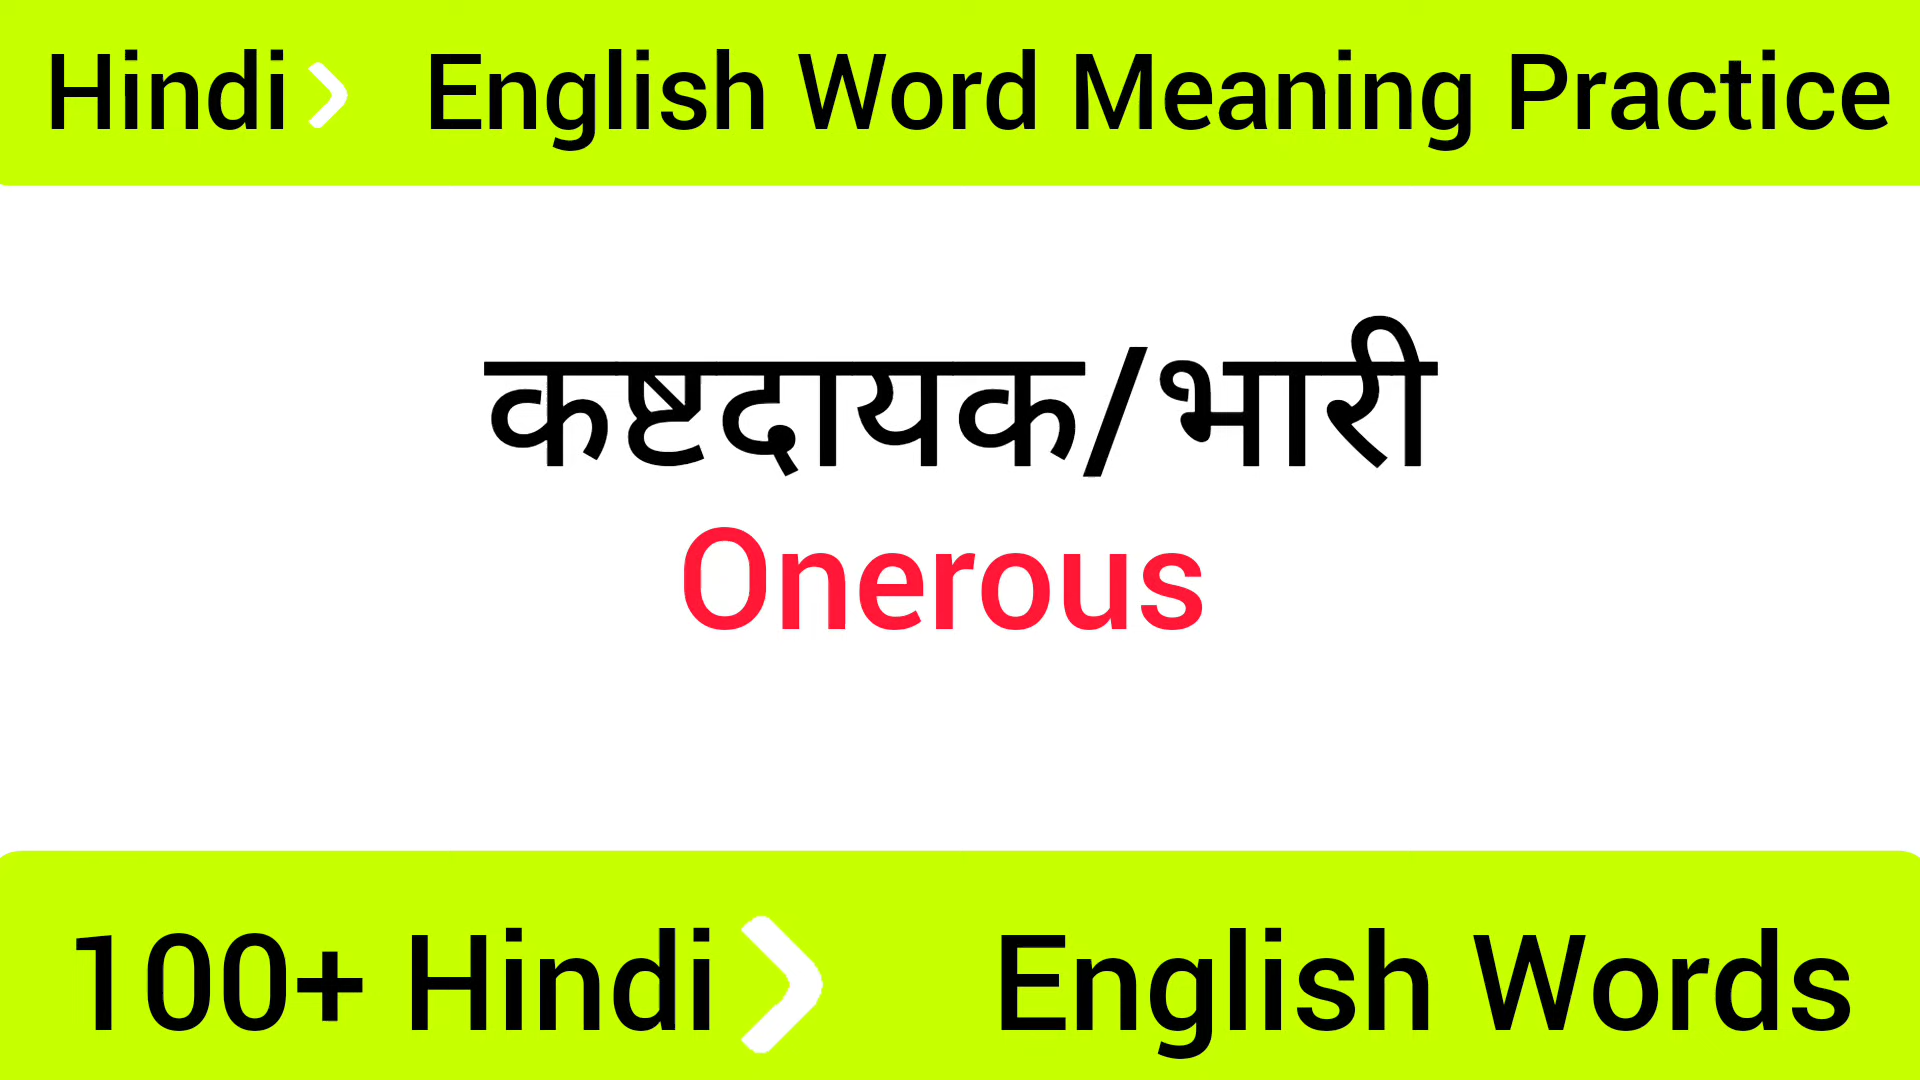 Hindi> English Word Meaning Practice
कष्टदायक/भारी
Onerous
100+ Hindi> English Words